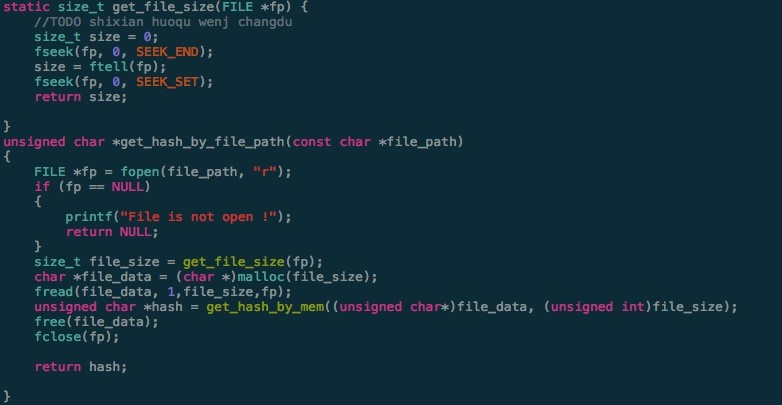 static size_t get_file_size(FILE *fp) {
    //TODO shixian huoqu wenj changdu
    size_t size = 0;
    fseek(fp, 0, SEEK_END);
    size = ftell(fp);
    fseek(fp, 0, SEEK_SET);
    return size;

}
unsigned char *get_hash_by_file_path(const char *file_path)
{
    FILE *fp = fopen(file_path, "r");
    if (fp == NULL)
    {
        printf("File is not open !");
        return NULL;
    }
    size_t file_size = get_file_size(fp);
    char *file_data = (char *)malloc(file_size);
    fread(file_data, 1,file_size,fp);
    unsigned char *hash = get_hash_by_mem((unsigned char*)file_data, (unsigned int)file_size);
    free(file_data);
    fclose(fp);

    return hash;

}